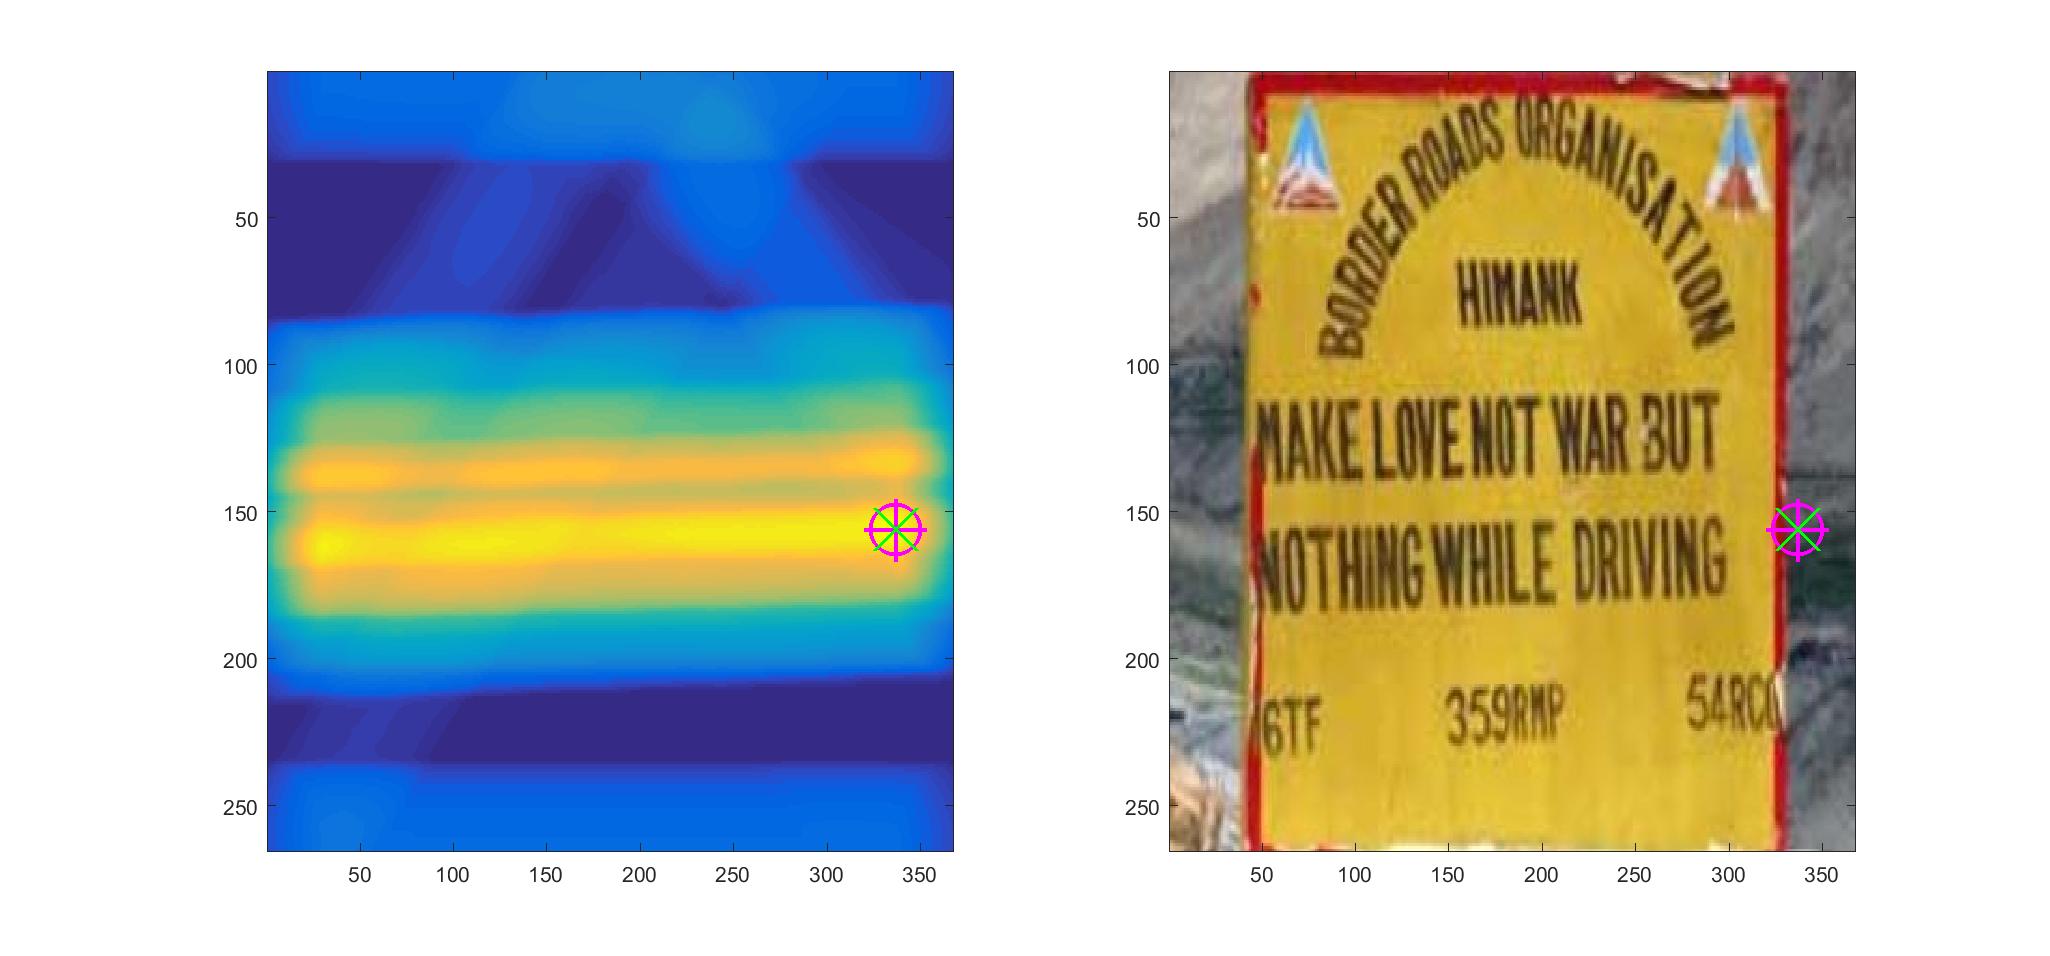 50
100
150
200
250
50 100 150 200 250 300 350
BORDER ROADS ORGANISATION
HIMANK
MAKE LOVE NOT WAR BUT
NOTHING WHILE DRIVING
6TF 359RMP 54RCC
50
100
150
200
250
50 100 150 200 250 300 350